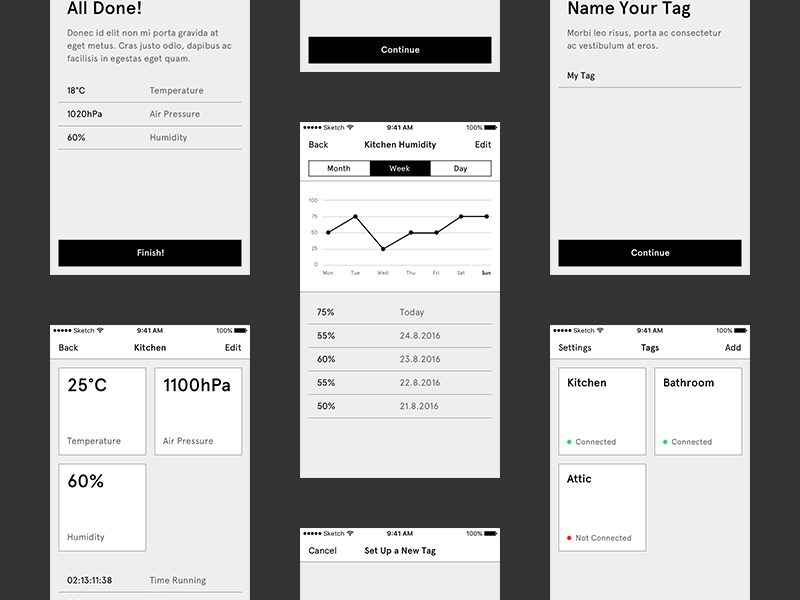 All Done!
Donec id elit non mi porta gravida at
eget metus. Cras justo odio, dapibus ac
facilisis in egestas eget quam.
18°C Temperature
1020hPa Air Pressure
60% Humidity
Finish!
Sketch 9:41 AM 100%
Back Kitchen Edit
25°C
Temperature
1100hPa
Air Pressure
60%
Humidity
02:13:11:38 Time Running
Continue
Sketch 9:41 AM 100%
Back Kitchen Humidity Edit
Month Week Day
100
75
50
25
0
Mon Tue Wed Thu Fri Sat Sun
75% Today
55% 24.8.2016
60% 23.8.2016
55% 22.8.2016
50% 21.8.2016
Sketch 9:41 AM 100%
Cancel Set Up a New Tag
Name Your Tag
Morbi leo risus, porta ac consectetur
ac vestibulum at eros.
My Tag
Continue
Sketch 9:41 AM 100%
Settings Tags Add
Kitchen
Connected
Bathroom
Connected
Attic
Not Connected